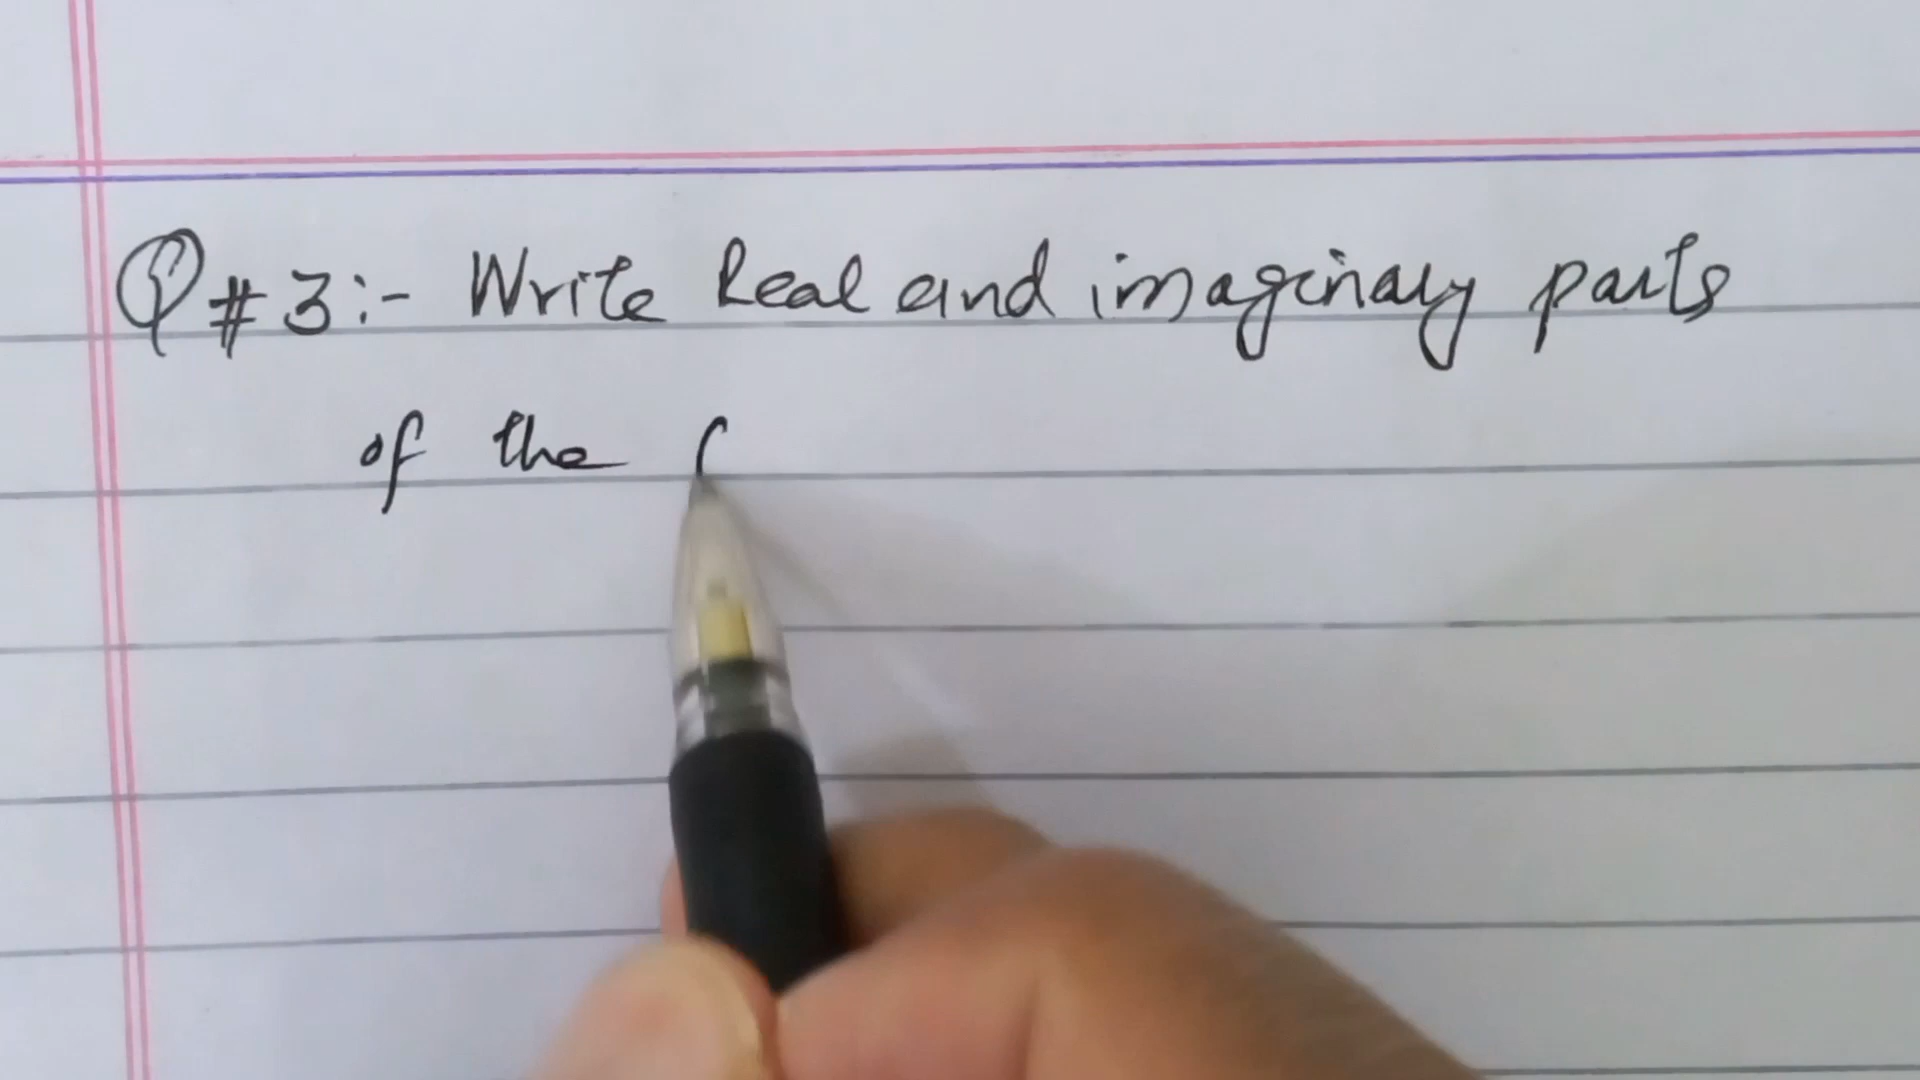 Q#3:- Write Real and imaginary parts
of the